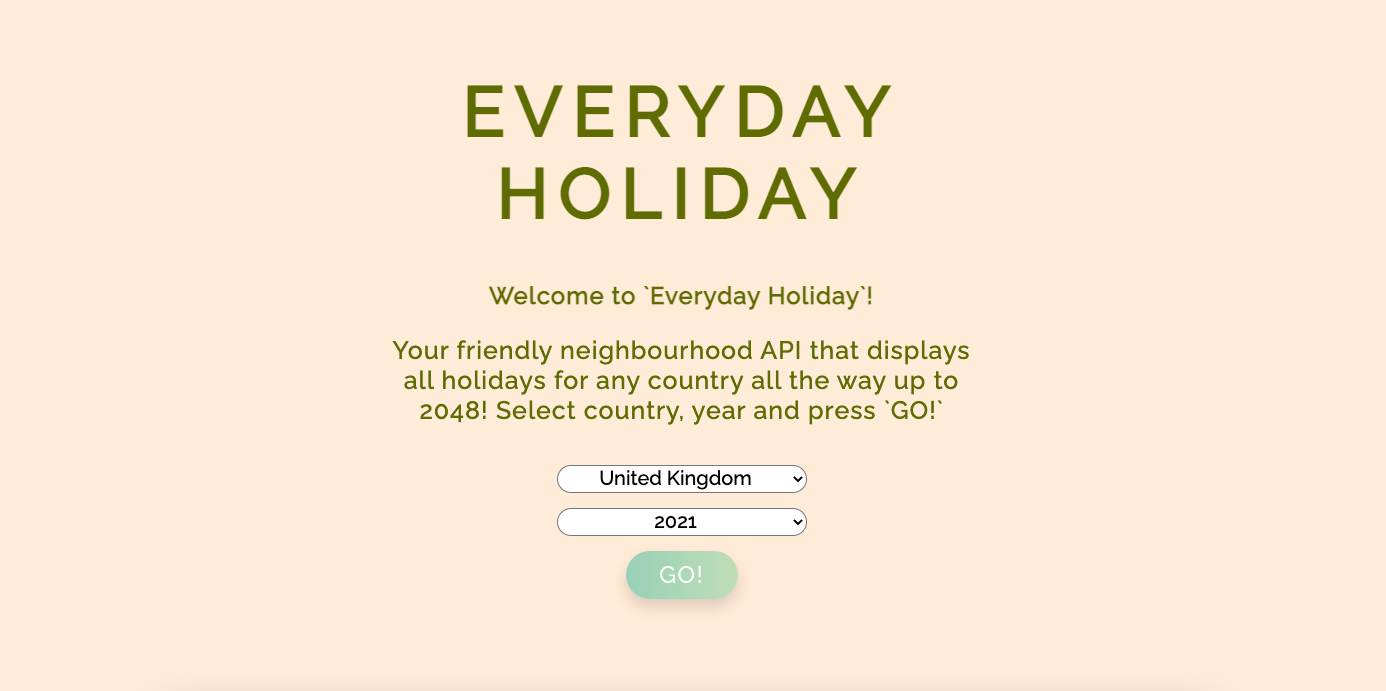 EVERYDAY
HOLIDAY
Welcome to `Everyday Holiday`!
Your friendly neighbourhood API that displays
all holidays for any country all the way up to
2048! Select country, year and press `GO!`
United Kingdom
2021
GO!